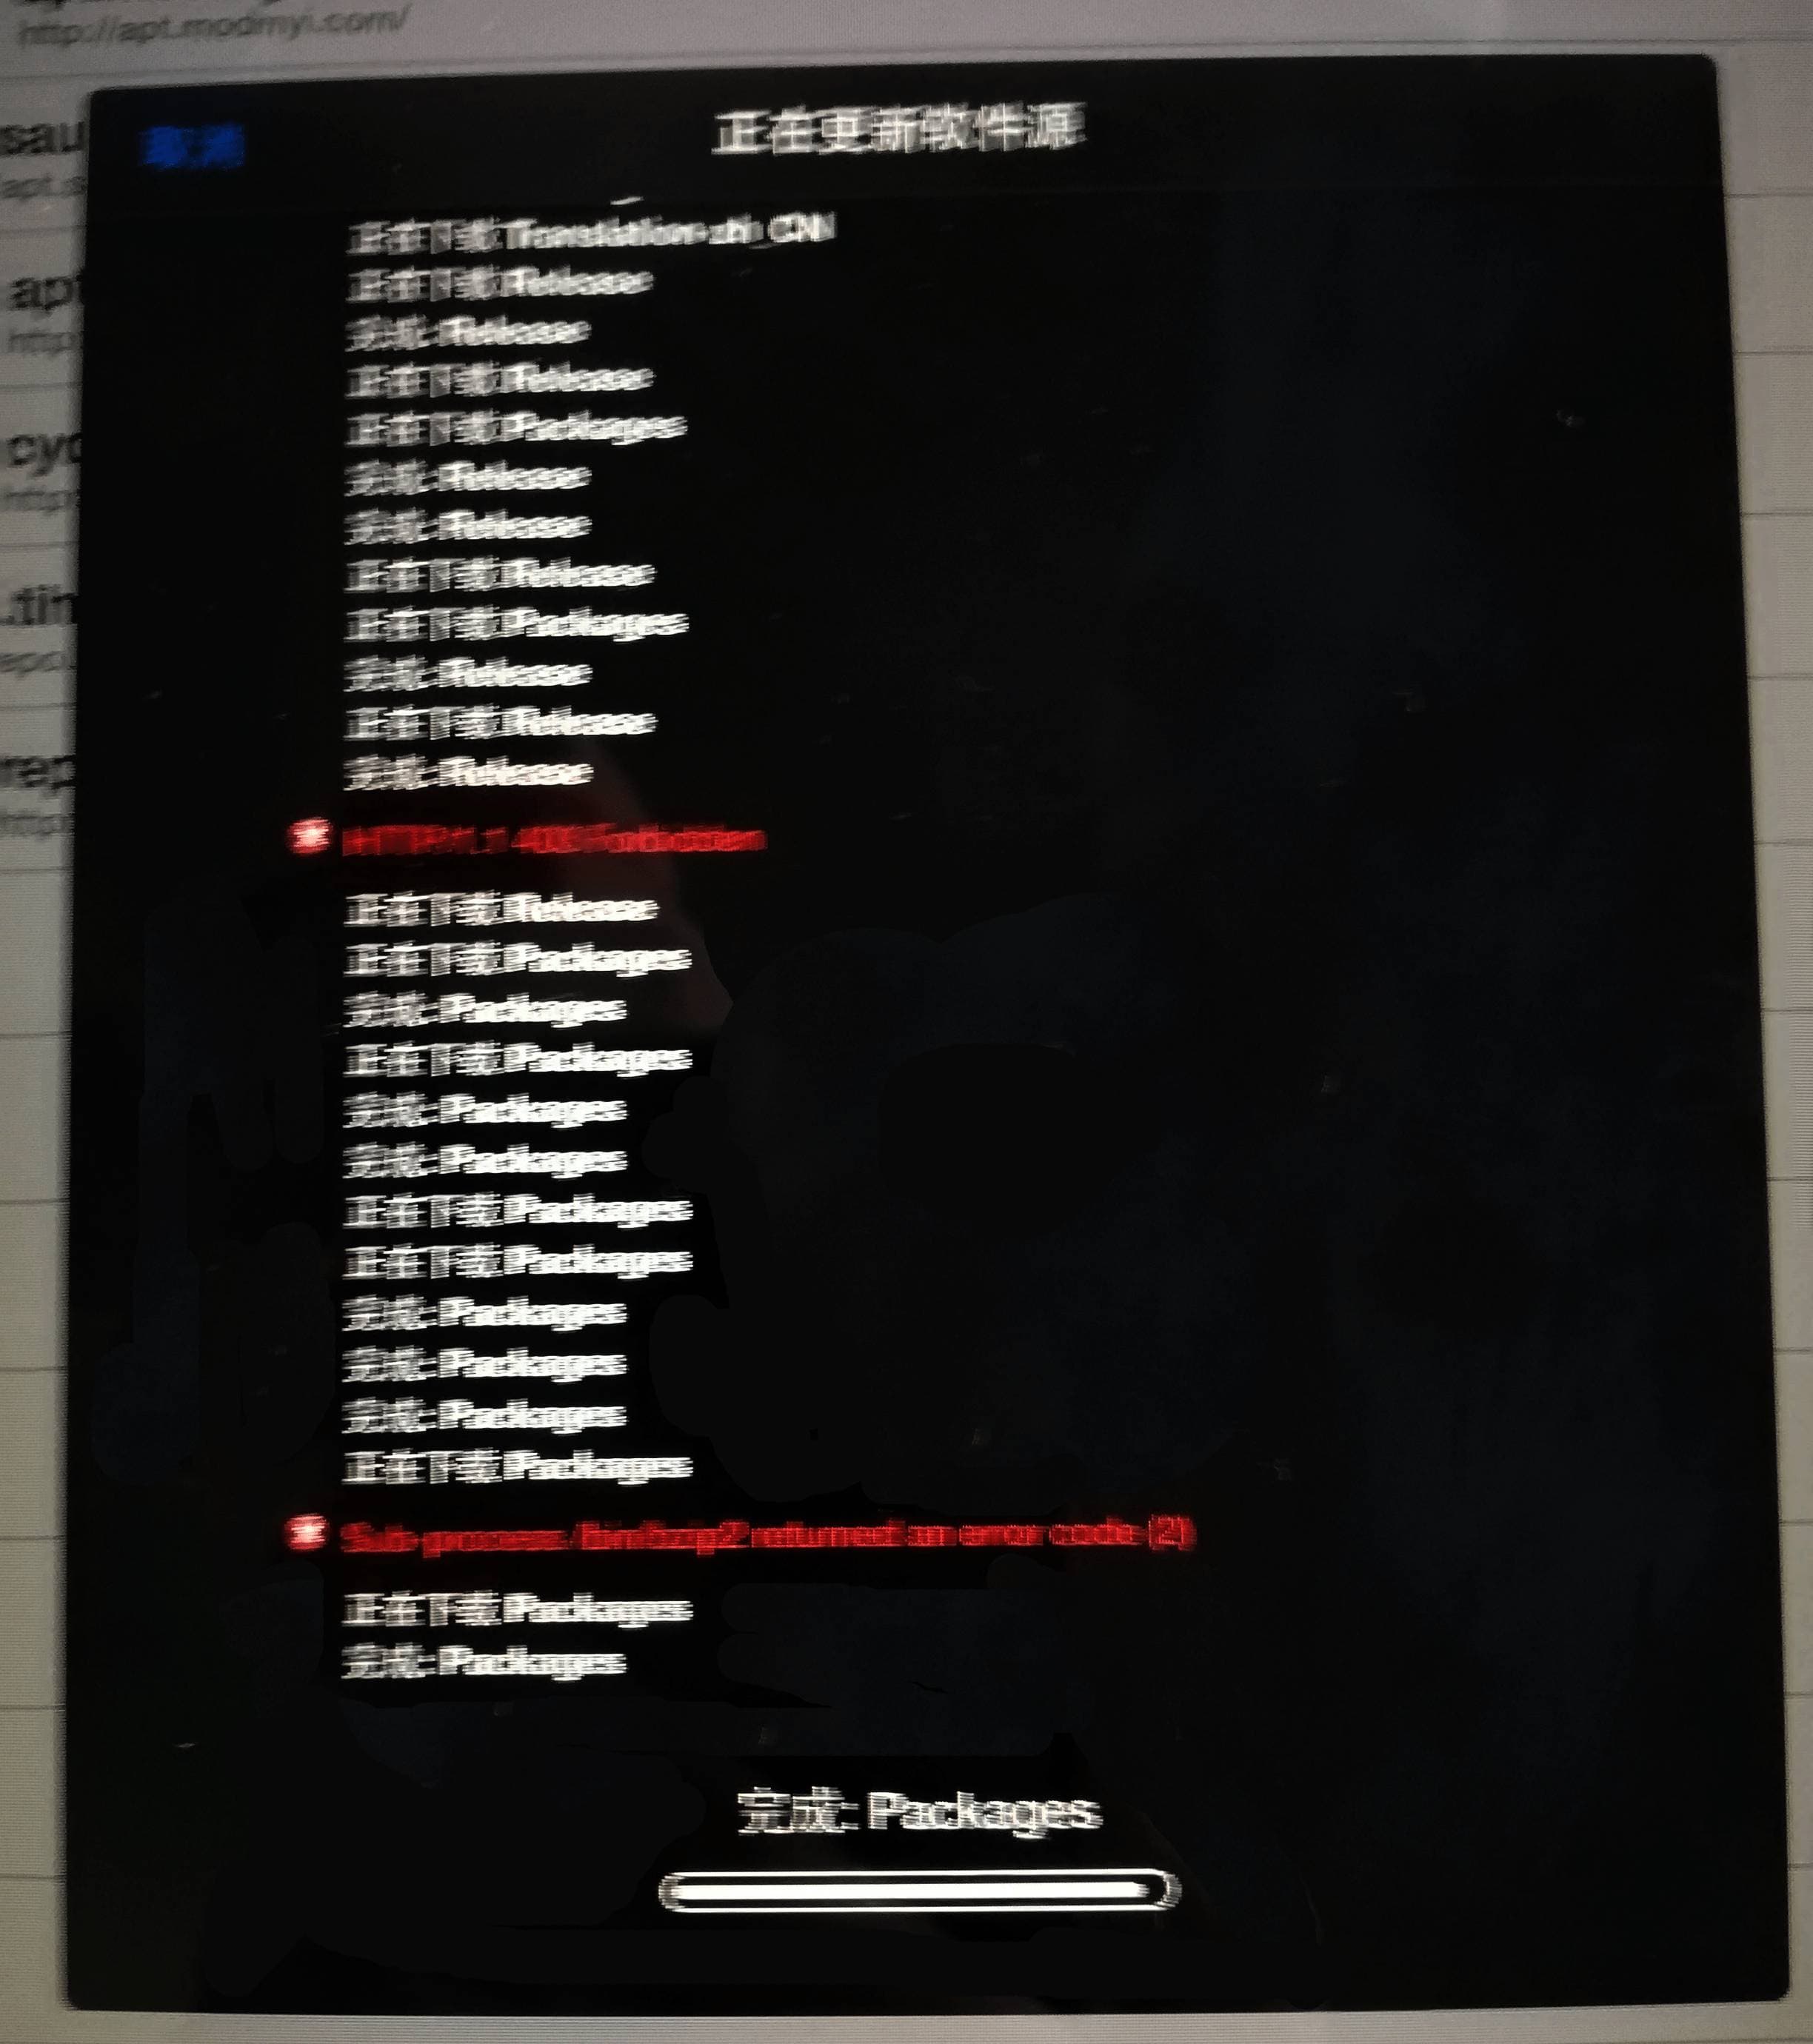 http://apt.modmyi.com/
正在更新软件源
取消
sau
apt.s
正在下载 Translation-zh_CN
正在下载 Release
apt
完成: Release
http
正在下载 Release
正在下载 Packages
cyd
完成: Release
http
完成: Release
正在下载 Release
.tin
正在下载 Packages
epo.
完成: Release
正在下载 Release
rep
完成: Release
http
HTTP/1.1 403 Forbidden
正在下载 Release
正在下载 Packages
完成: Packages
正在下载 Packages
完成: Packages
完成: Packages
正在下载 Packages
正在下载 Packages
完成: Packages
完成: Packages
完成: Packages
正在下载 Packages
Sub-process /bin/bzip2 returned an error code (2)
正在下载 Packages
完成: Packages
完成: Packages